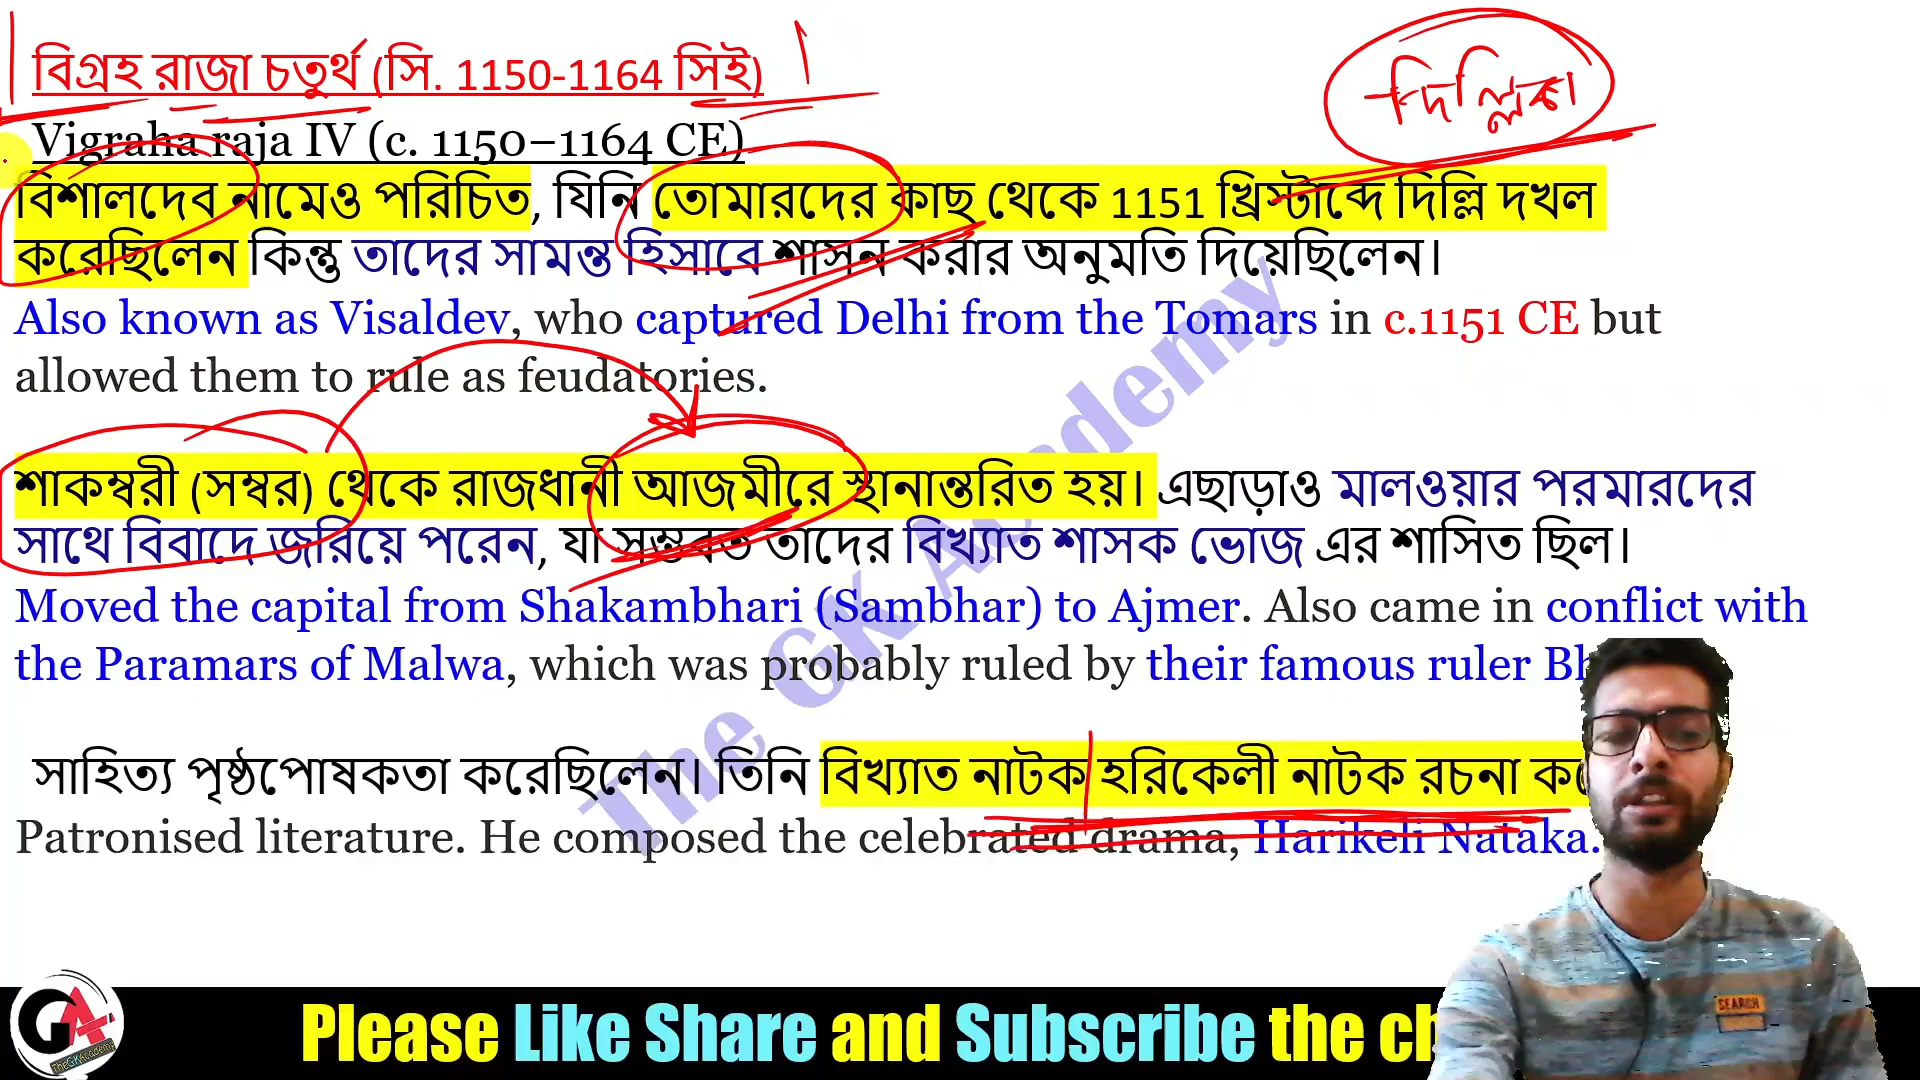 বিগ্রহ রাজা চতুর্থ (সি. 1150-1164 সিই)
দিল্লিকা
Vigraha raja IV (c. 1150–1164 CE)
বিশালদেব নামেও পরিচিত, যিনি তোমারদের কাছ থেকে 1151 খ্রিস্টাব্দে দিল্লি দখল
করেছিলেন কিন্তু তাদের সামন্ত হিসাবে শাসন করার অনুমতি দিয়েছিলেন।
Also known as Visaldev, who captured Delhi from the Tomars in c.1151 CE but
allowed them to rule as feudatories.
শাকম্বরী (সম্বর) থেকে রাজধানী আজমীরে স্থানান্তরিত হয়। এছাড়াও মালওয়ার পরমারদের
সাথে বিবাদে জরিয়ে পরেন, যা সম্ভবত তাদের বিখ্যাত শাসক ভোজ এর শাসিত ছিল।
Moved the capital from Shakambhari (Sambhar) to Ajmer. Also came in conflict with
the Paramars of Malwa, which was probably ruled by their famous ruler
সাহিত্য পৃষ্ঠপোষকতা করেছিলেন। তিনি বিখ্যাত নাটক হরিকেলী নাটক রচনা
Patronised literature. He composed the celebrated drama, Harikeli Nataka.
The GK Academy
SEARCH
GA
TheGKAcademy
Please Like Share and Subscribe the